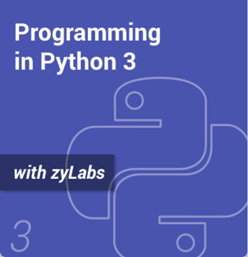 Programming
in Python 3
with zyLabs
3